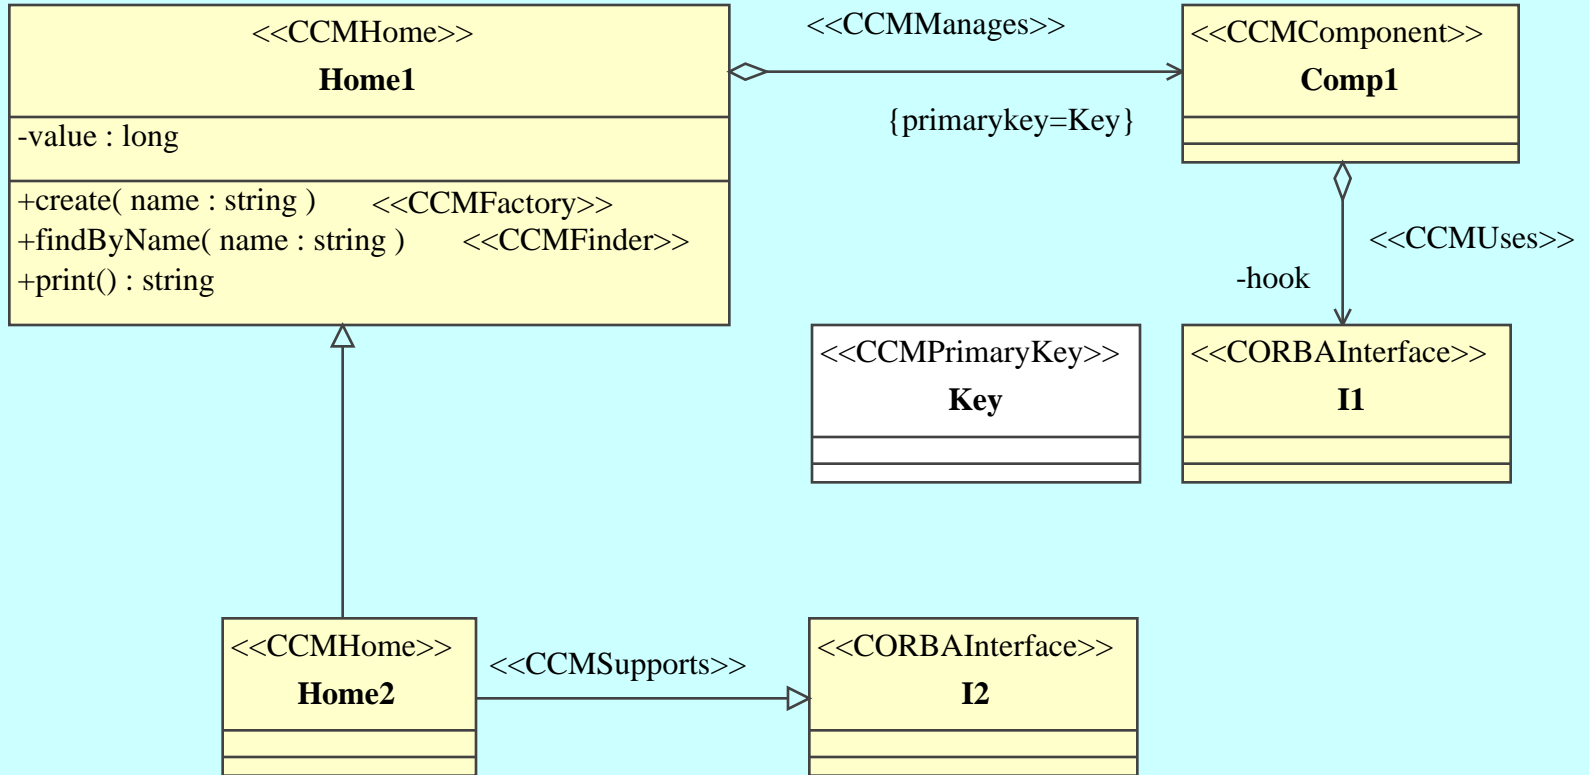 <<CCMHome>>
Home1
-value : long
+create( name : string ) <<CCMFactory>>
+findByName( name : string ) <<CCMFinder>>
+print() : string
<<CCMManages>>
{primarykey=Key}
<<CCMComponent>>
Comp1
<<CCMUses>>
-hook
<<CCMPrimaryKey>>
Key
<<CORBAInterface>>
I1
<<CCMHome>>
Home2
<<CCMSupports>>
<<CORBAInterface>>
I2